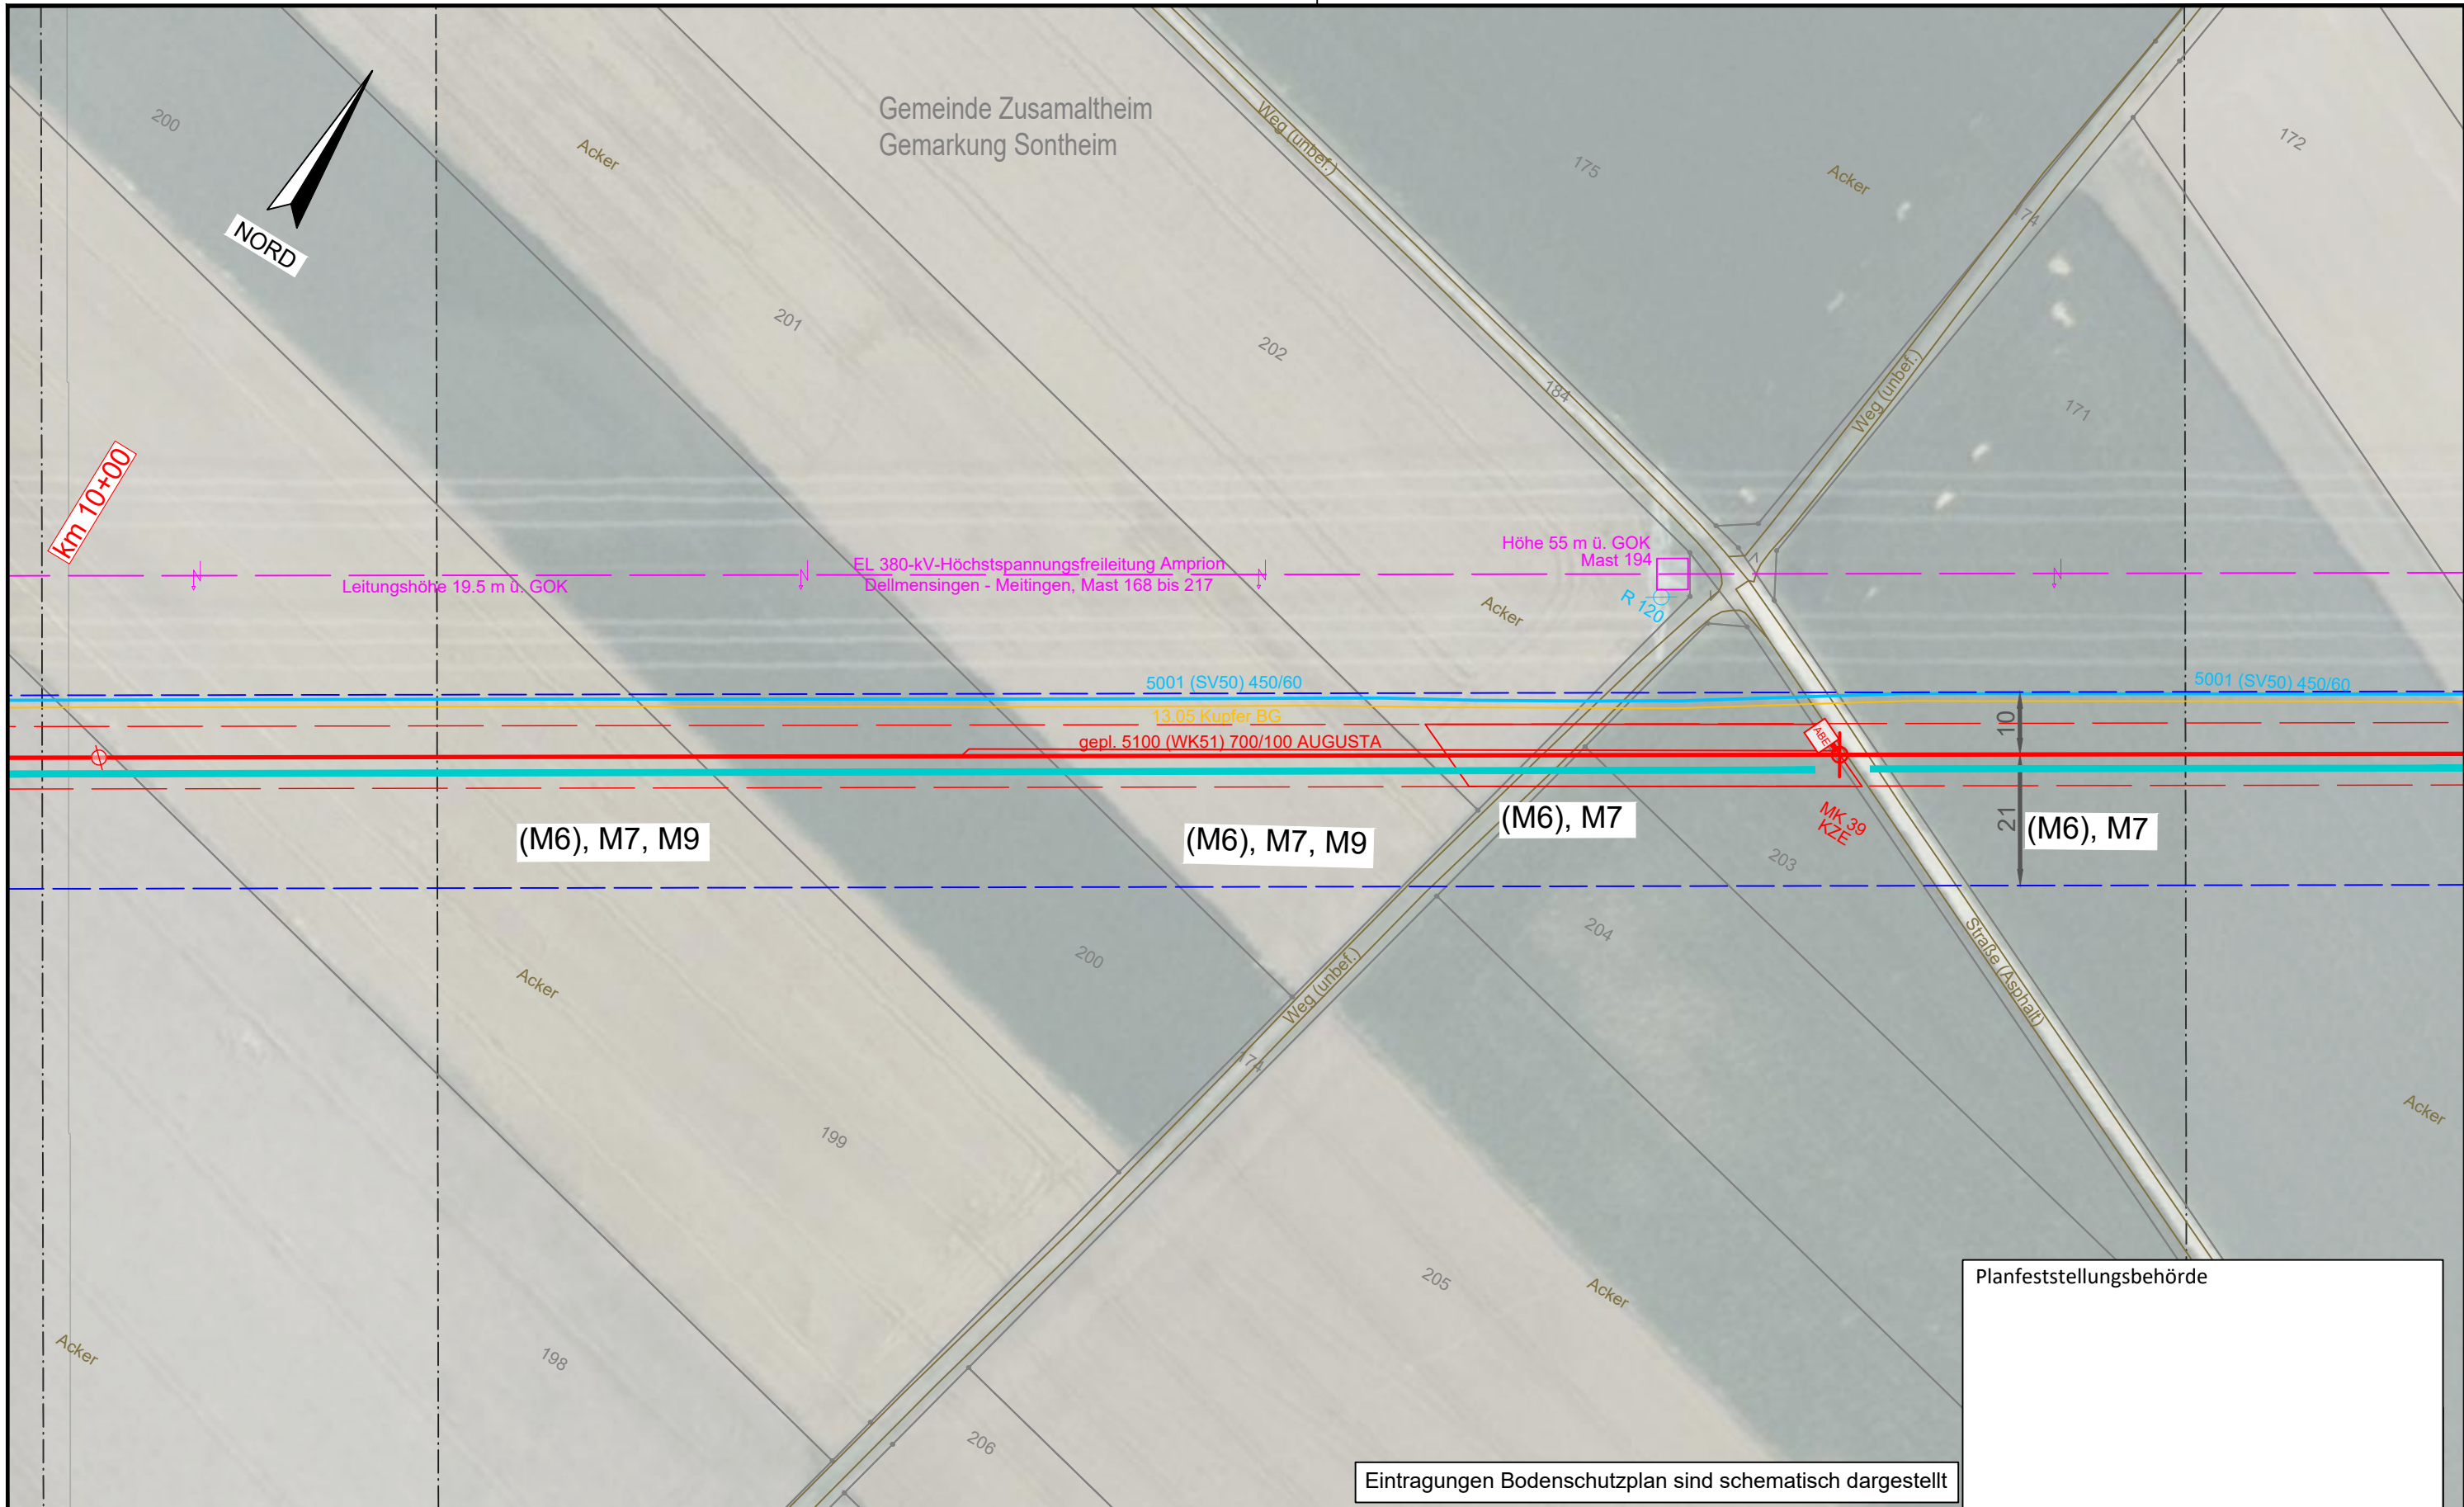 Gemeinde Zusamaltheim
Gemarkung Sontheim
200
Acker
Weg (unbef.)
175
Acker
172
174
NORD
201
202
184
Weg (unbef.)
171
km 10+00
Höhe 55 m ü. GOK
Mast 194
EL 380-kV-Höchstspannungsfreileitung Amprion
Leitungshöhe 19.5 m ü. GOK
Dellmensingen - Meitingen, Mast 168 bis 217
Acker
R 120
5001 (SV50) 450/60
5001 (SV50) 450/60
13.05 Kupfer BG
10
gepl. 5100 (WK51) 700/100 AUGUSTA
ABE
(M6), M7, M9
(M6), M7, M9
(M6), M7
MK 39
KZE
21
(M6), M7
203
204
200
Acker
Weg (unbef.)
Straße (Asphalt)
174
199
Acker
205
Acker
Planfeststellungsbehörde
Acker
198
206
Eintragungen Bodenschutzplan sind schematisch dargestellt